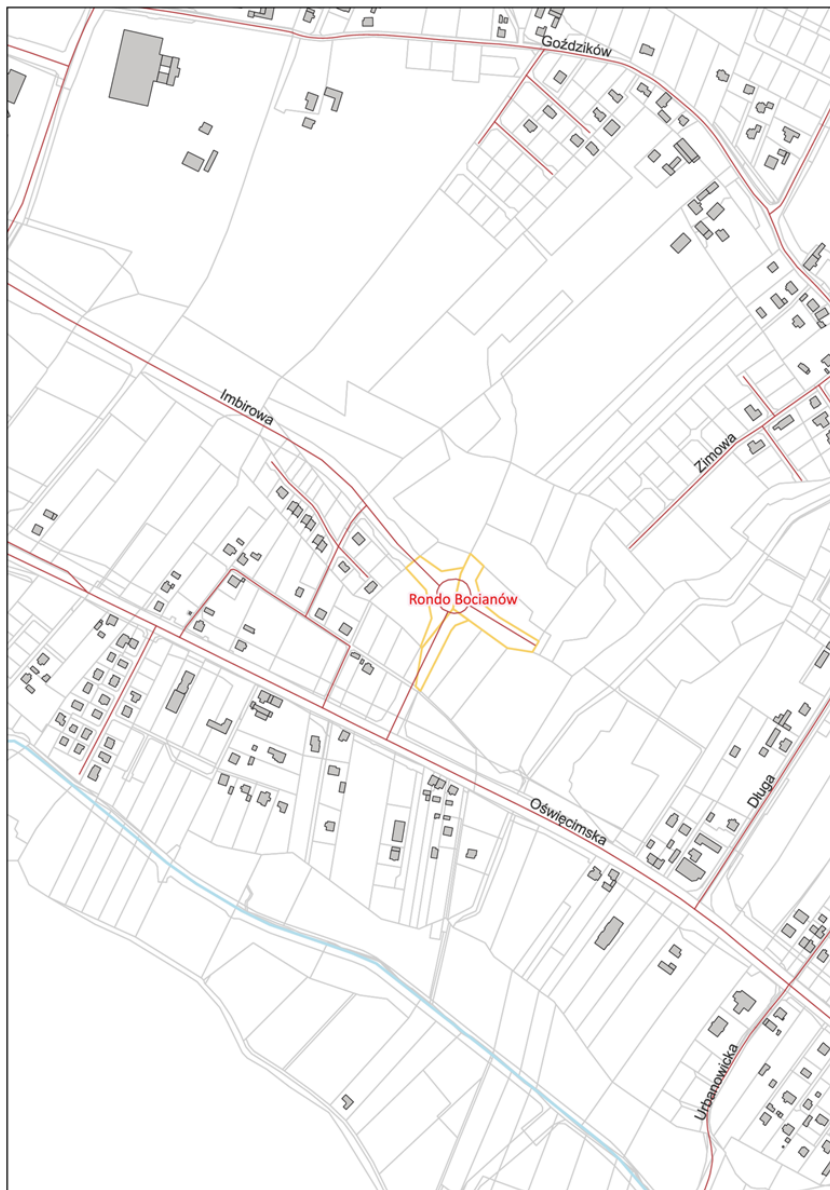 Goździków
Imbirowa
Zimowa
Rondo Bocianów
Długa
Oświęcimska
Urbanowicka